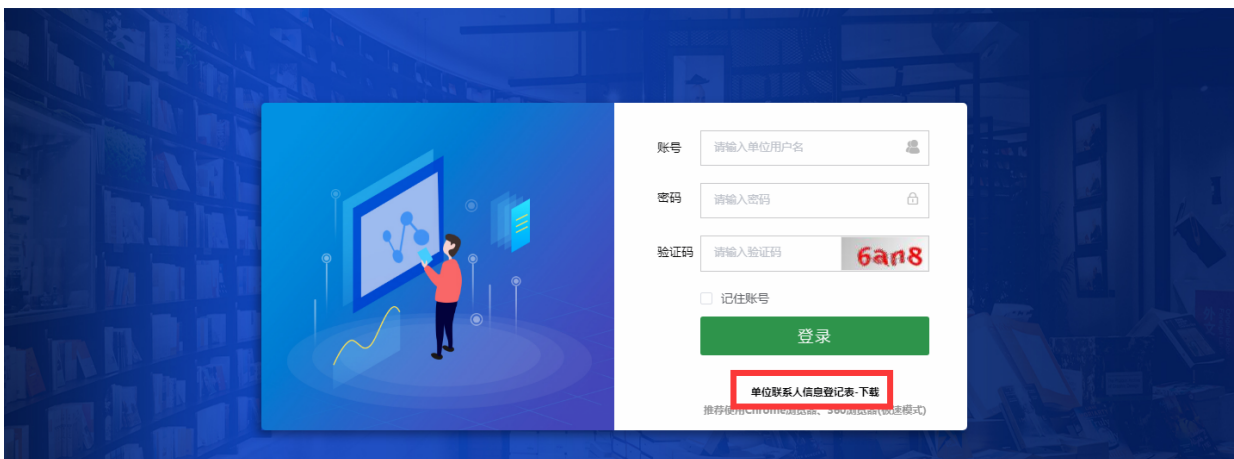 账号 请输入单位用户名
密码 请输入密码
验证码 请输入验证码 6an8
记住账号
登录
单位联系人信息登记表-下载
推荐使用Chrome浏览器、360浏览器(极速模式)